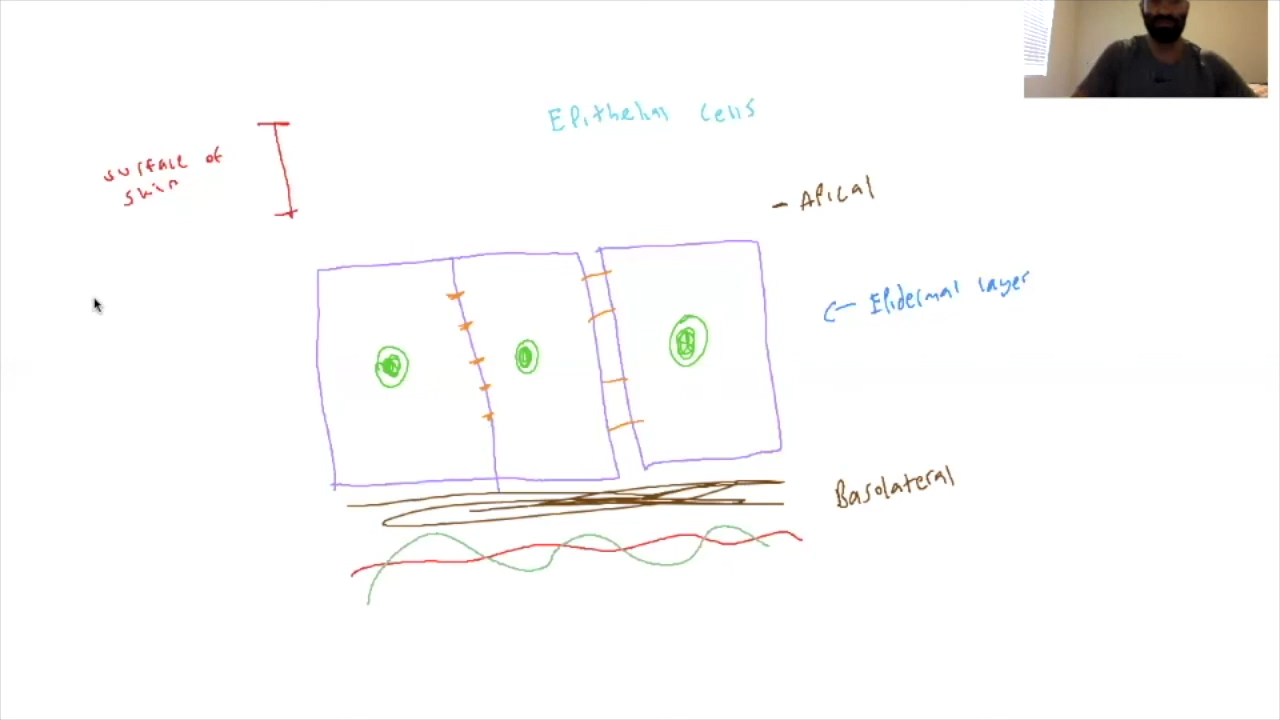 Epithelial cells
surface of
skin
- Apical
<- Epidermal layer
Basolateral